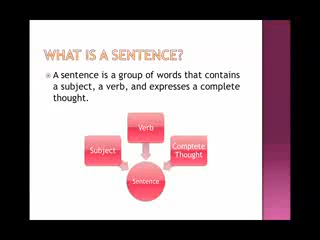 WHAT IS A SENTENCE?
A sentence is a group of words that contains
a subject, a verb, and expresses a complete
thought.
Verb
Subject
Complete
Thought
Sentence